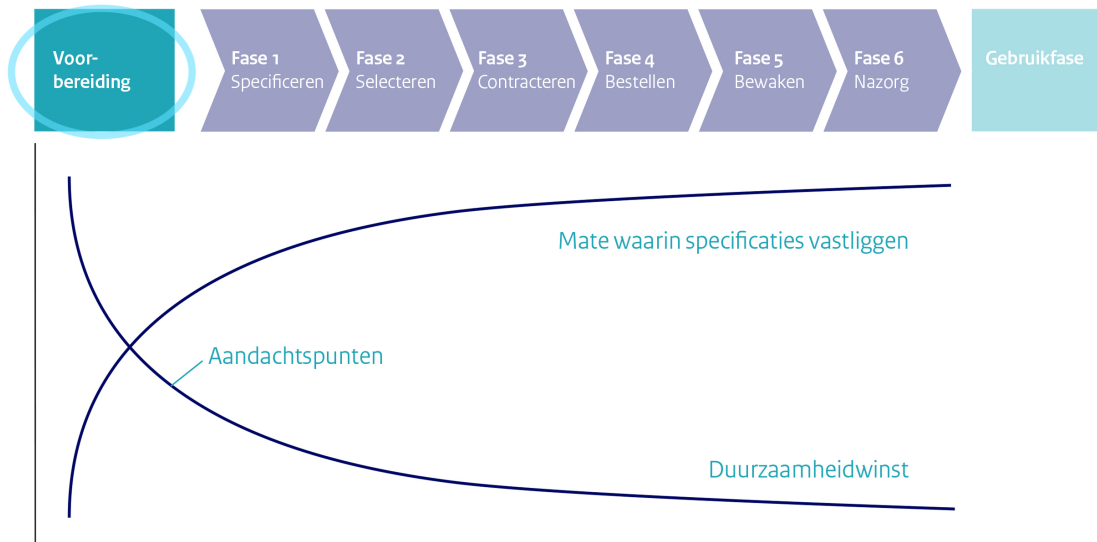 Voor-
bereiding
Fase 1
Specificeren
Fase 2
Selecteren
Fase 3
Contracteren
Fase 4
Bestellen
Fase 5
Bewaken
Fase 6
Nazorg
Gebruikfase
Mate waarin specificaties vastliggen
Aandachtspunten
Duurzaamheidwinst